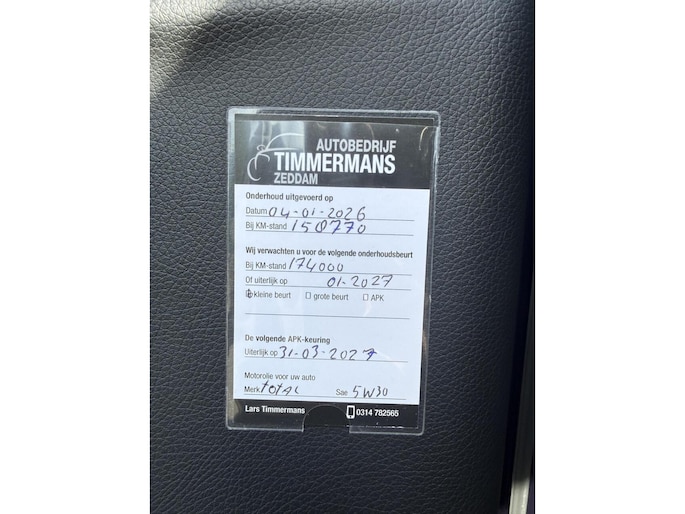 AUTOBEDRIJF
TIMMERMANS
ZEDDAM
Onderhoud uitgevoerd op
Datum 04-01-2026
Bij KM-stand 150770
Wij verwachten u voor de volgende onderhoudsbeurt
Bij KM-stand 174000
Of uiterlijk op 01-2027
kleine beurt grote beurt APK
De volgende APK-keuring
Uiterlijk op 31-03-2027
Motorolie voor uw auto
Merk total Sae 5W30
Lars Timmermans 0314 782565